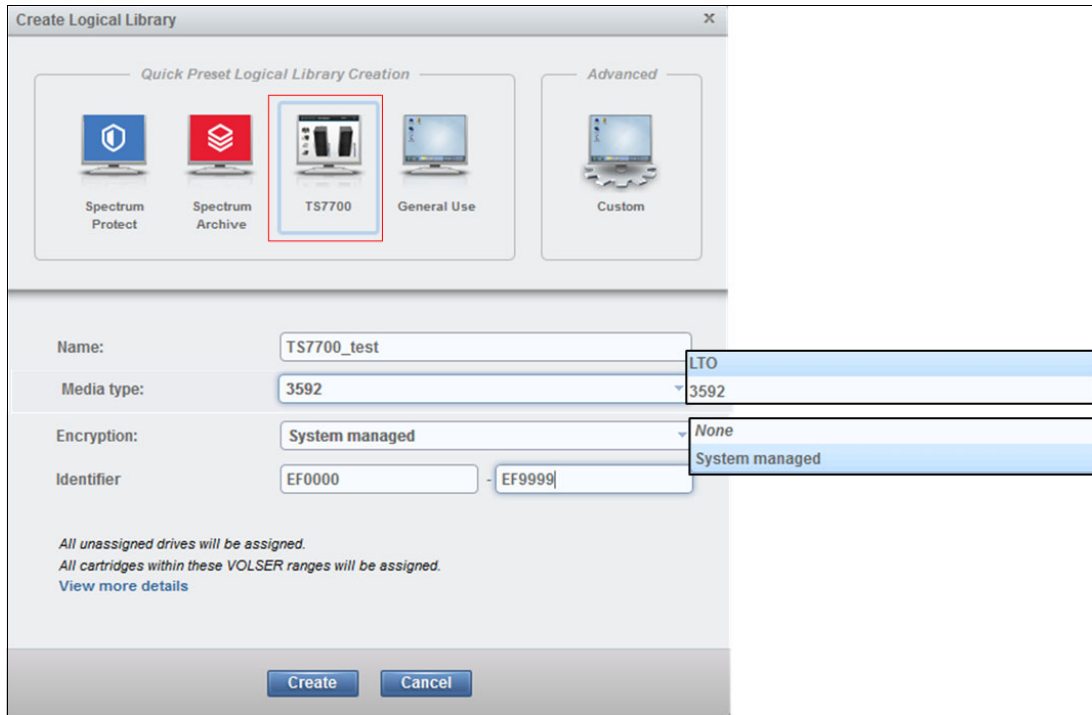 Create Logical Library
x
Quick Preset Logical Library Creation
Advanced
Spectrum
Protect
Spectrum
Archive
TS7700
General Use
Custom
Name:
TS7700_test
Media type:
3592
LTO
3592
Encryption:
System managed
None
System managed
Identifier
EF0000
-
EF9999
All unassigned drives will be assigned.
All cartridges within these VOLSER ranges will be assigned.
View more details
Create
Cancel